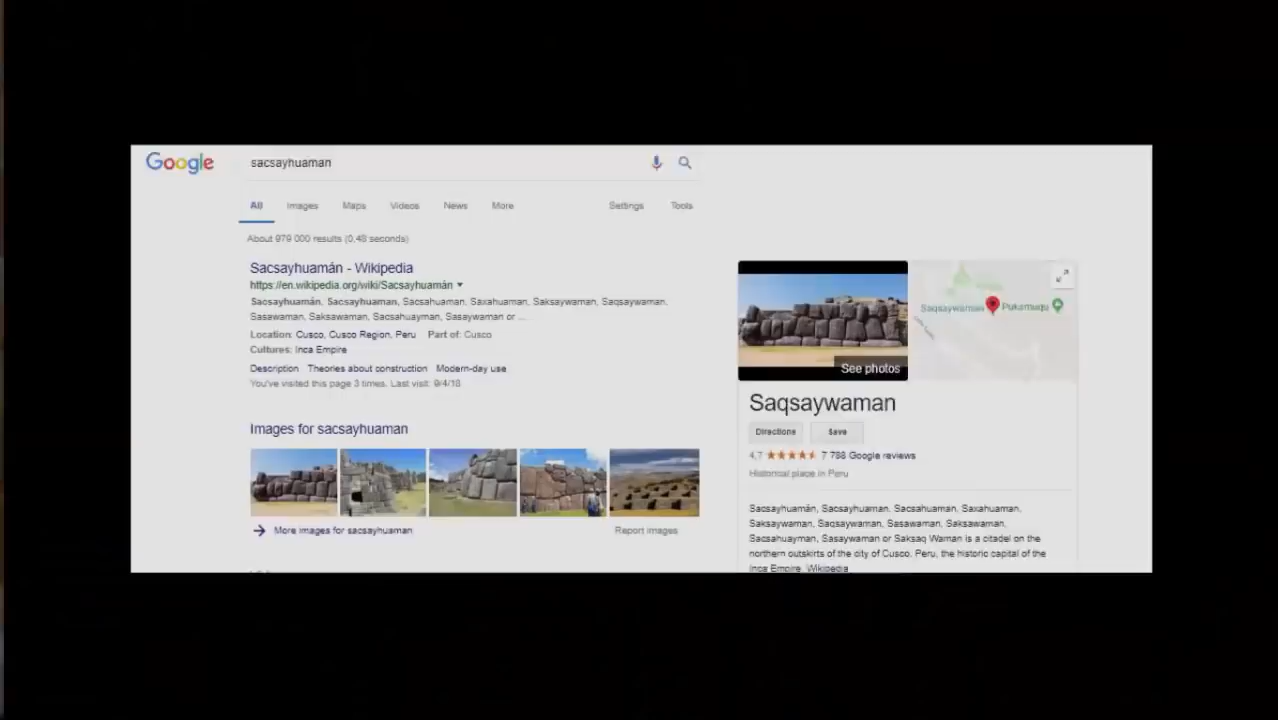 Google
sacsayhuaman
All Images Maps Videos News More Settings Tools
About 979 000 results (0,48 seconds)
Sacsayhuamán - Wikipedia
https://en.wikipedia.org/wiki/Sacsayhuamán
Sacsayhuamán, Sacsayhuaman, Sacsahuaman, Saxahuaman, Saksaywaman, Saqsaywaman,
Sasawaman, Saksawaman, Sacsahuayman, Sasaywaman or ...
Location: Cusco, Cusco Region, Peru Part of: Cusco
Cultures: Inca Empire
Description Theories about construction Modern-day use
You've visited this page 3 times. Last visit: 9/4/18
Images for sacsayhuaman
More images for sacsayhuaman Report images
See photos
Saqsaywaman Pukamuqu
Saqsaywaman
Directions Save
4,7 7 788 Google reviews
Historical place in Peru
Sacsayhuamán, Sacsayhuaman, Sacsahuaman, Saxahuaman,
Saksaywaman, Saqsaywaman, Sasawaman, Saksawaman,
Sacsahuayman, Sasaywaman or Saksaq Waman is a citadel on the
northern outskirts of the city of Cusco, Peru, the historic capital of the
Inca Empire. Wikipedia